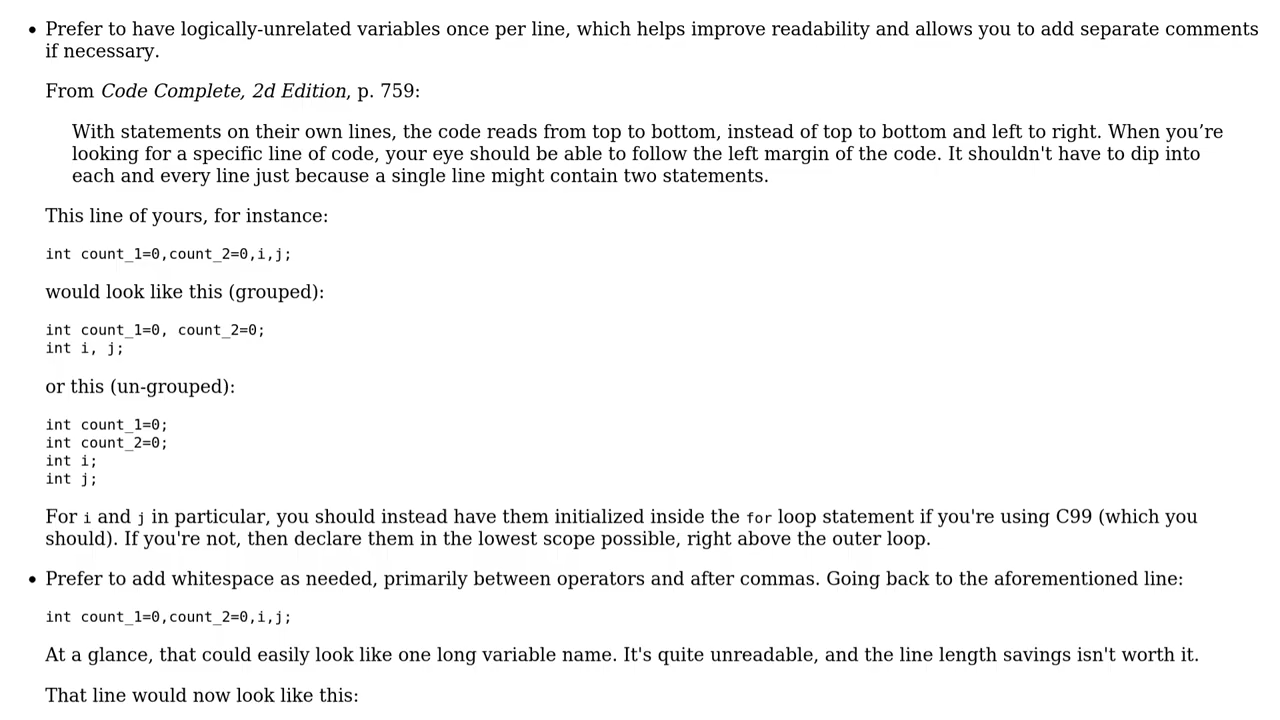 Prefer to have logically-unrelated variables once per line, which helps improve readability and allows you to add separate comments
if necessary.
From Code Complete, 2d Edition, p. 759:
With statements on their own lines, the code reads from top to bottom, instead of top to bottom and left to right. When you’re
looking for a specific line of code, your eye should be able to follow the left margin of the code. It shouldn't have to dip into
each and every line just because a single line might contain two statements.
This line of yours, for instance:
int count_1=0,count_2=0,i,j;
would look like this (grouped):
int count_1=0, count_2=0;
int i, j;
or this (un-grouped):
int count_1=0;
int count_2=0;
int i;
int j;
For i and j in particular, you should instead have them initialized inside the for loop statement if you're using C99 (which you
should). If you're not, then declare them in the lowest scope possible, right above the outer loop.
Prefer to add whitespace as needed, primarily between operators and after commas. Going back to the aforementioned line:
int count_1=0,count_2=0,i,j;
At a glance, that could easily look like one long variable name. It's quite unreadable, and the line length savings isn't worth it.
That line would now look like this: